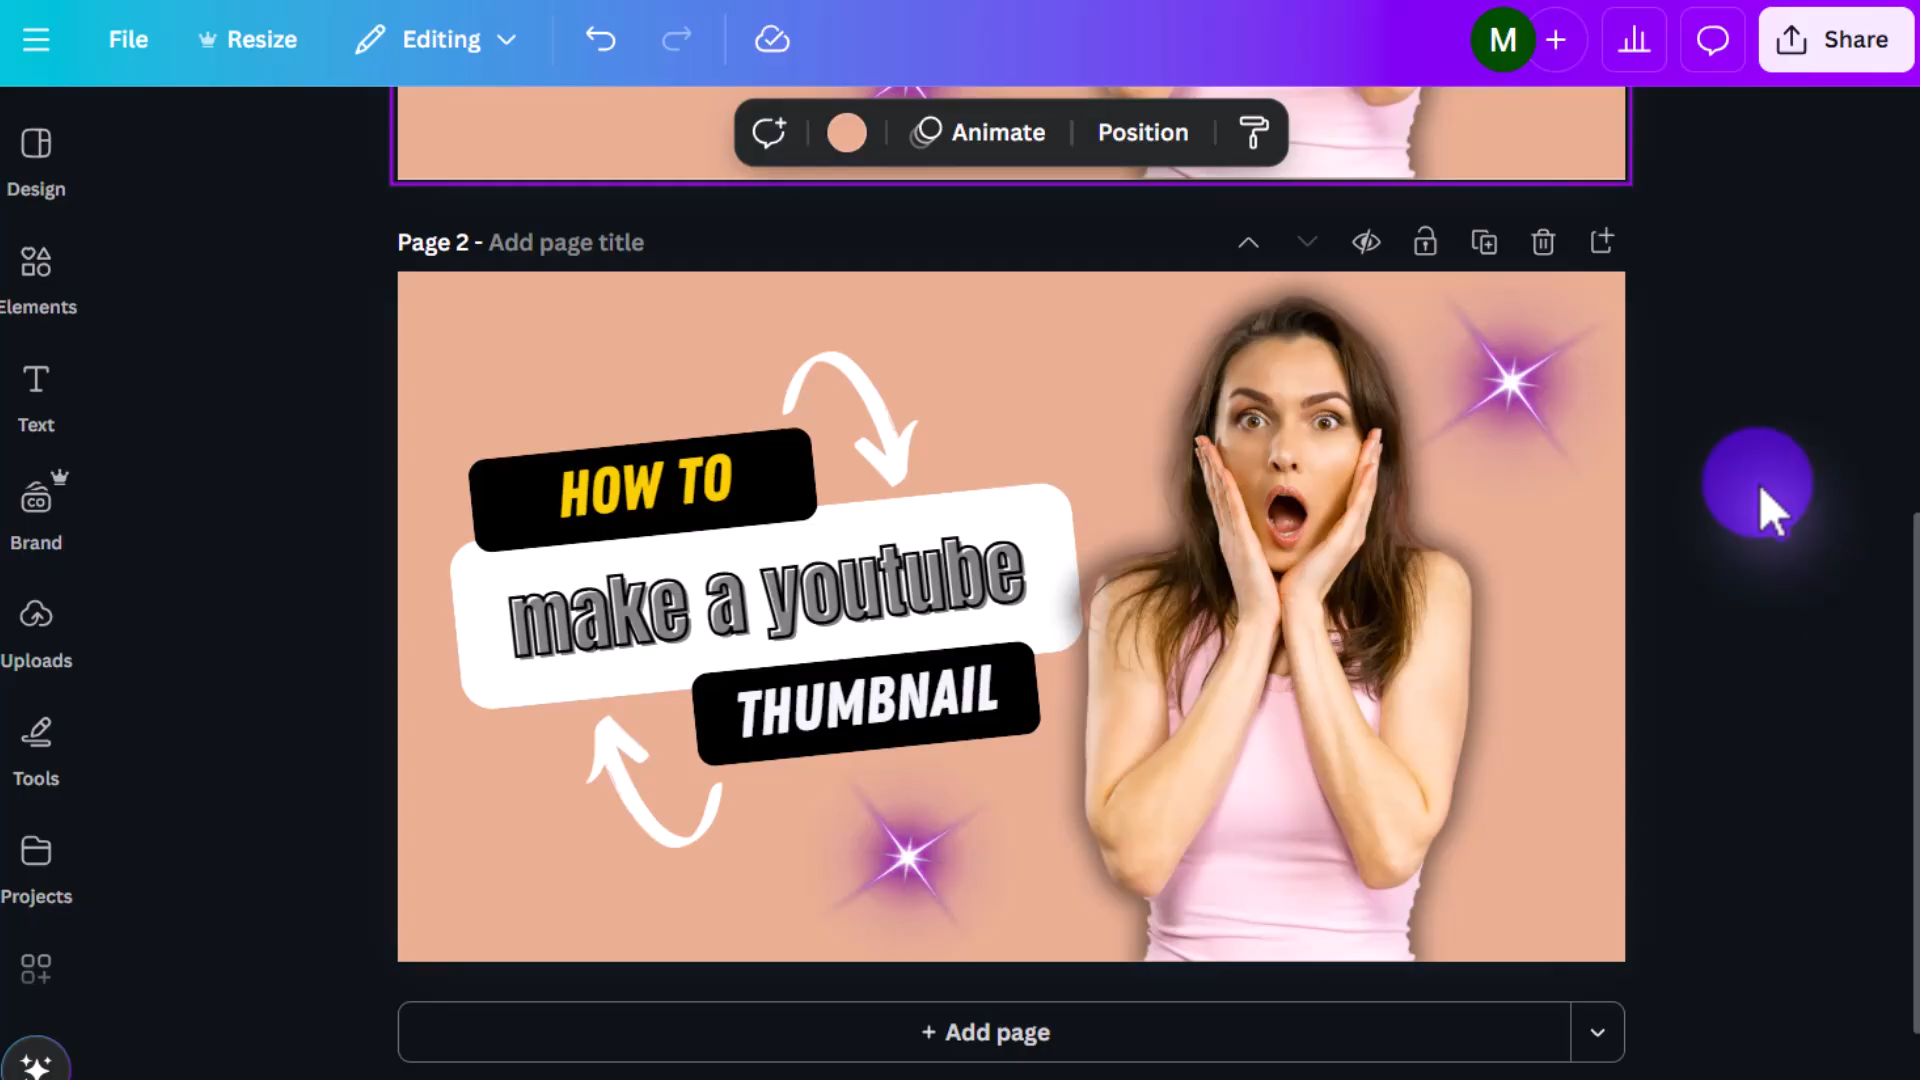 File Resize Editing M + Share
Animate Position
Design
Page 2 - Add page title
Elements
Text
CO
Brand
Uploads
Tools
Projects
HOW TO
make a youtube
THUMBNAIL
+ Add page